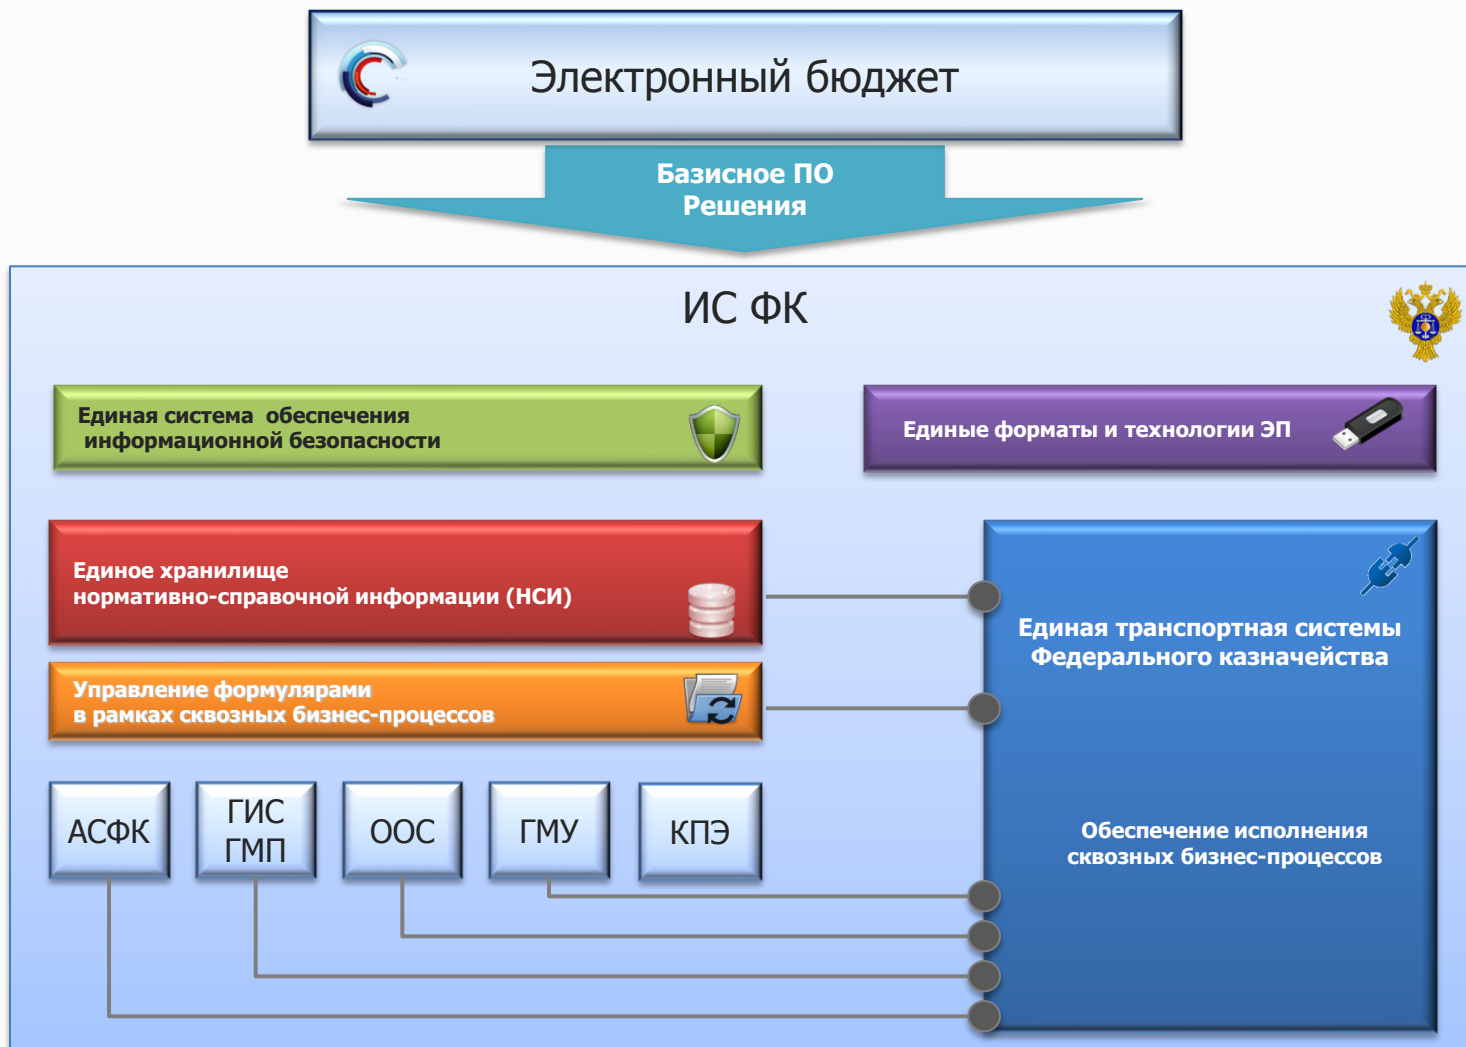 Электронный бюджет
Базисное ПО
Решения
ИС ФК
Единая система обеспечения
информационной безопасности
Единые форматы и технологии ЭП
Единое хранилище
нормативно-справочной информации (НСИ)
Единая транспортная системы
Федерального казначейства
Управление формулярами
в рамках сквозных бизнес-процессов
АСФК
ГИС
ГМП
ООС
ГМУ
КПЭ
Обеспечение исполнения
сквозных бизнес-процессов